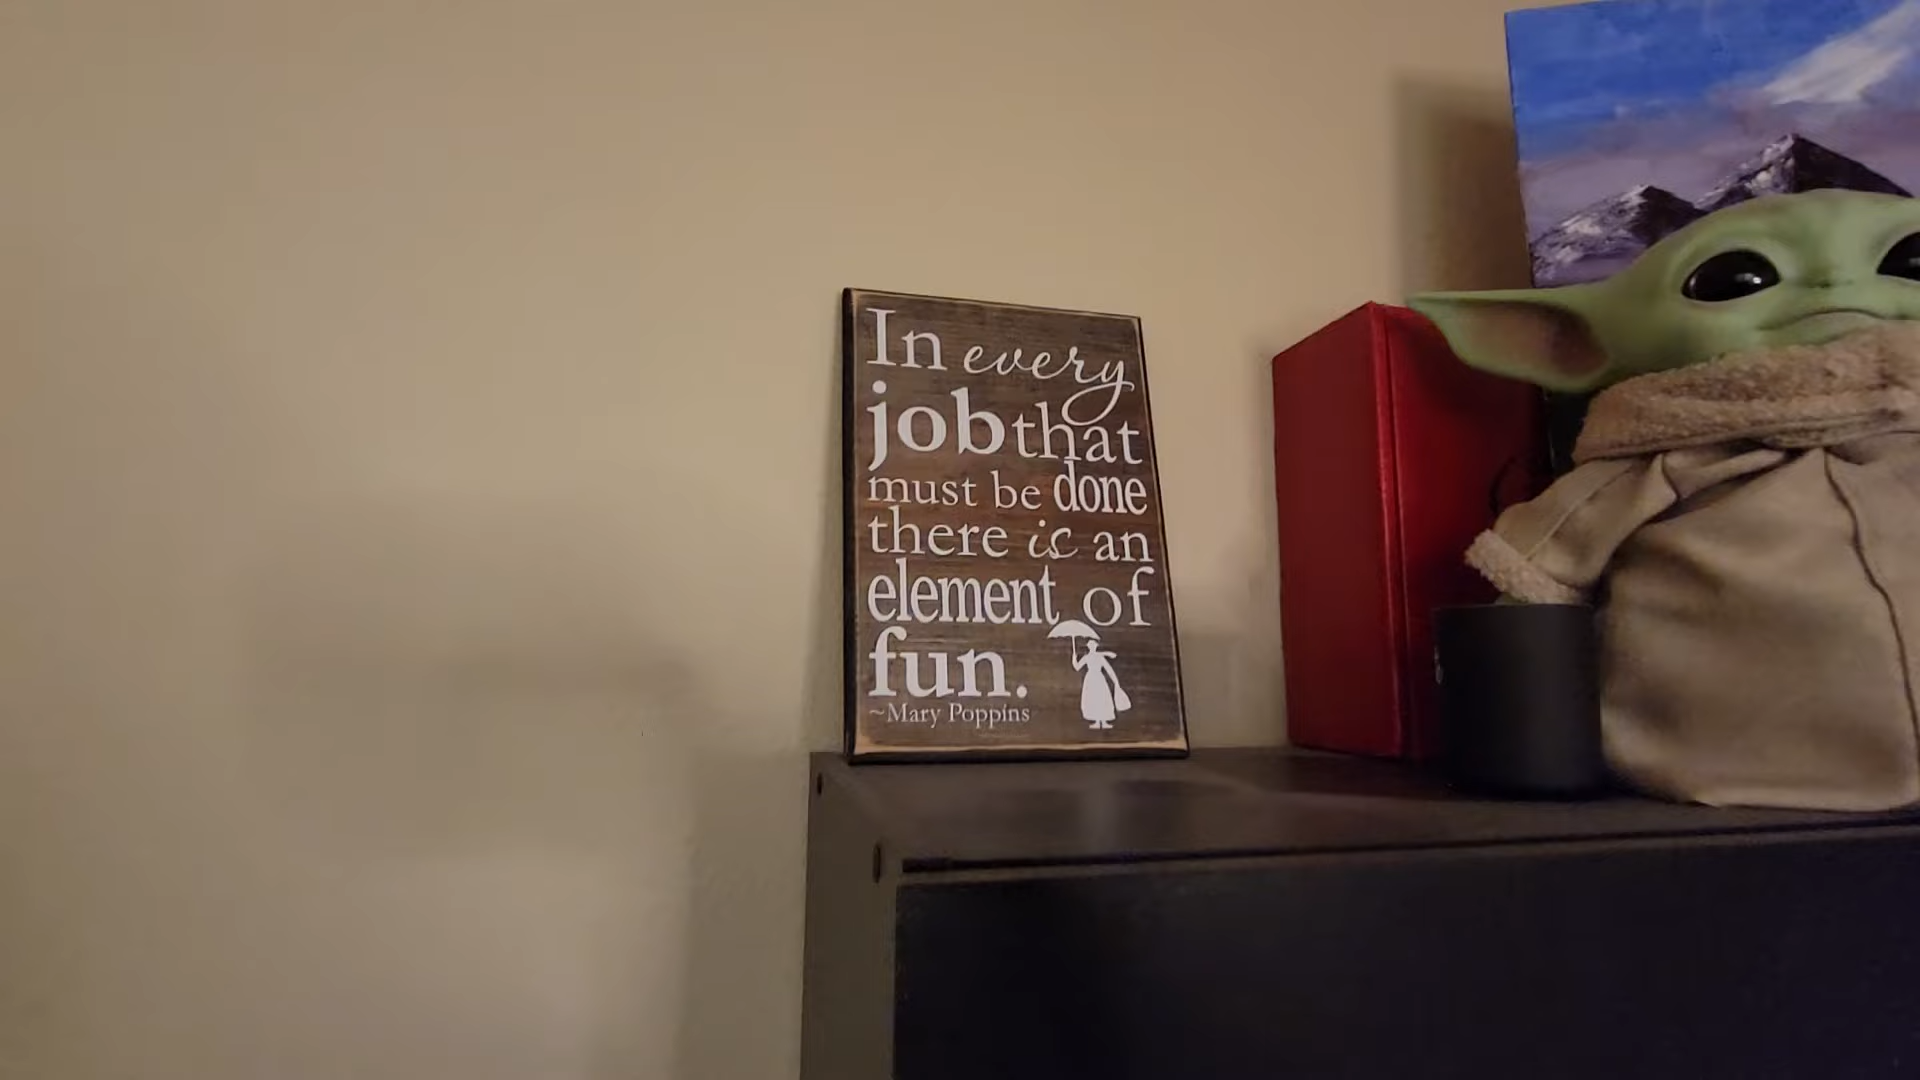 In every
job that
must be done
there is an
element of
fun.
~Mary Poppins